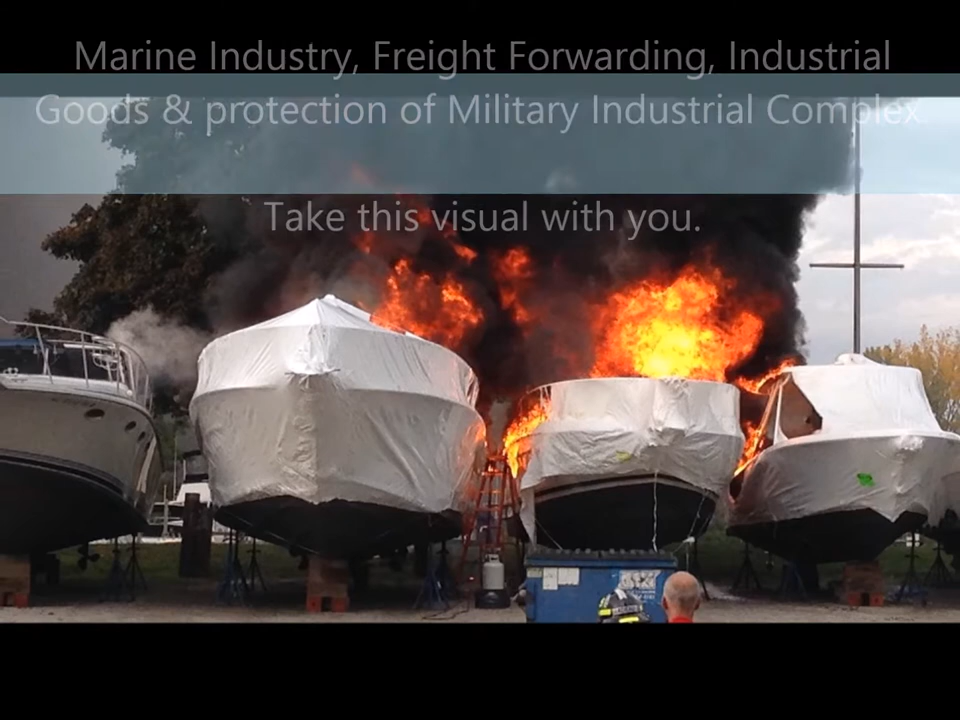 Marine Industry, Freight Forwarding, Industrial
Goods & protection of Military Industrial Complex
Take this visual with you.